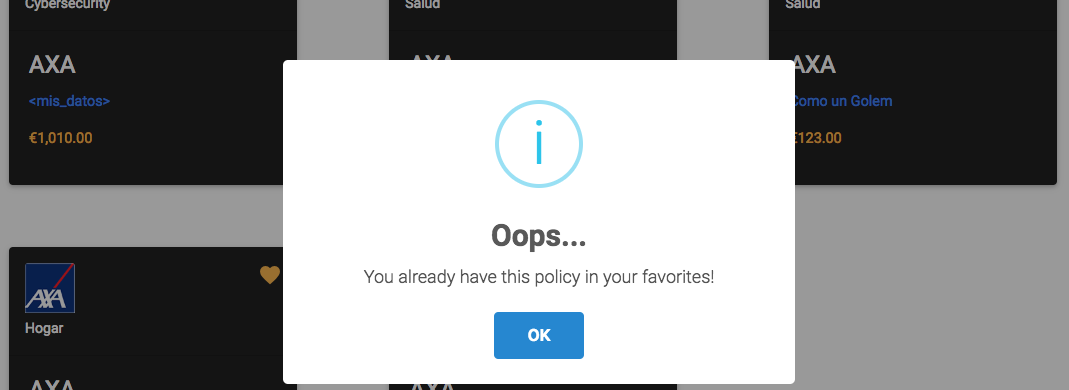 Cybersecurity
Salud
Salud
AXA
AXA
AXA
<mis_datos>
Como un Golem
€1,010.00
€123.00
i
Oops...
You already have this policy in your favorites!
OK
AXA
Hogar
AXA
AXA